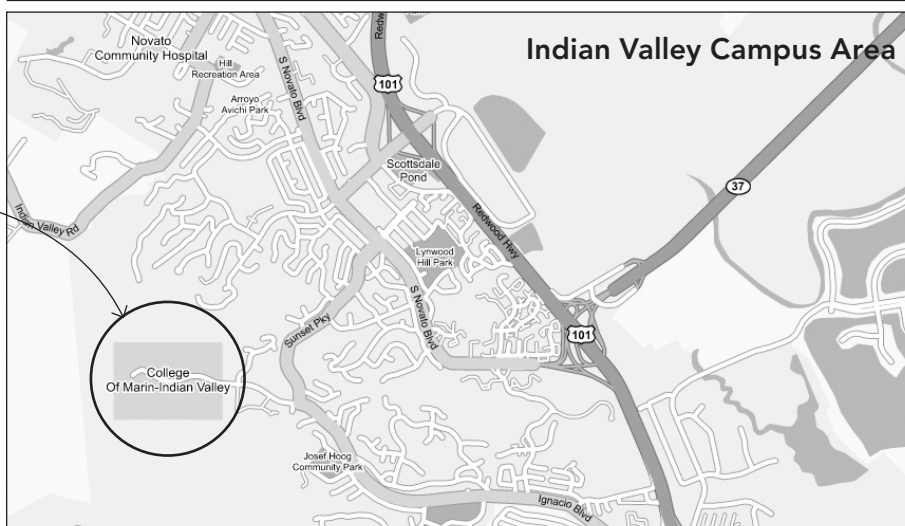 Indian Valley Campus Area
Novato
Community Hospital
Hill
Recreation Area
Arroyo
Avichi Park
S Novato Blvd
101
Scottsdale
Pond
37
Indian Valley Rd
Redwood Hwy
Lynwood
Hill Park
S Novato Blvd
Sunset Pky
101
College
Of Marin-Indian Valley
Josef Hoog
Community Park
Ignacio Blvd